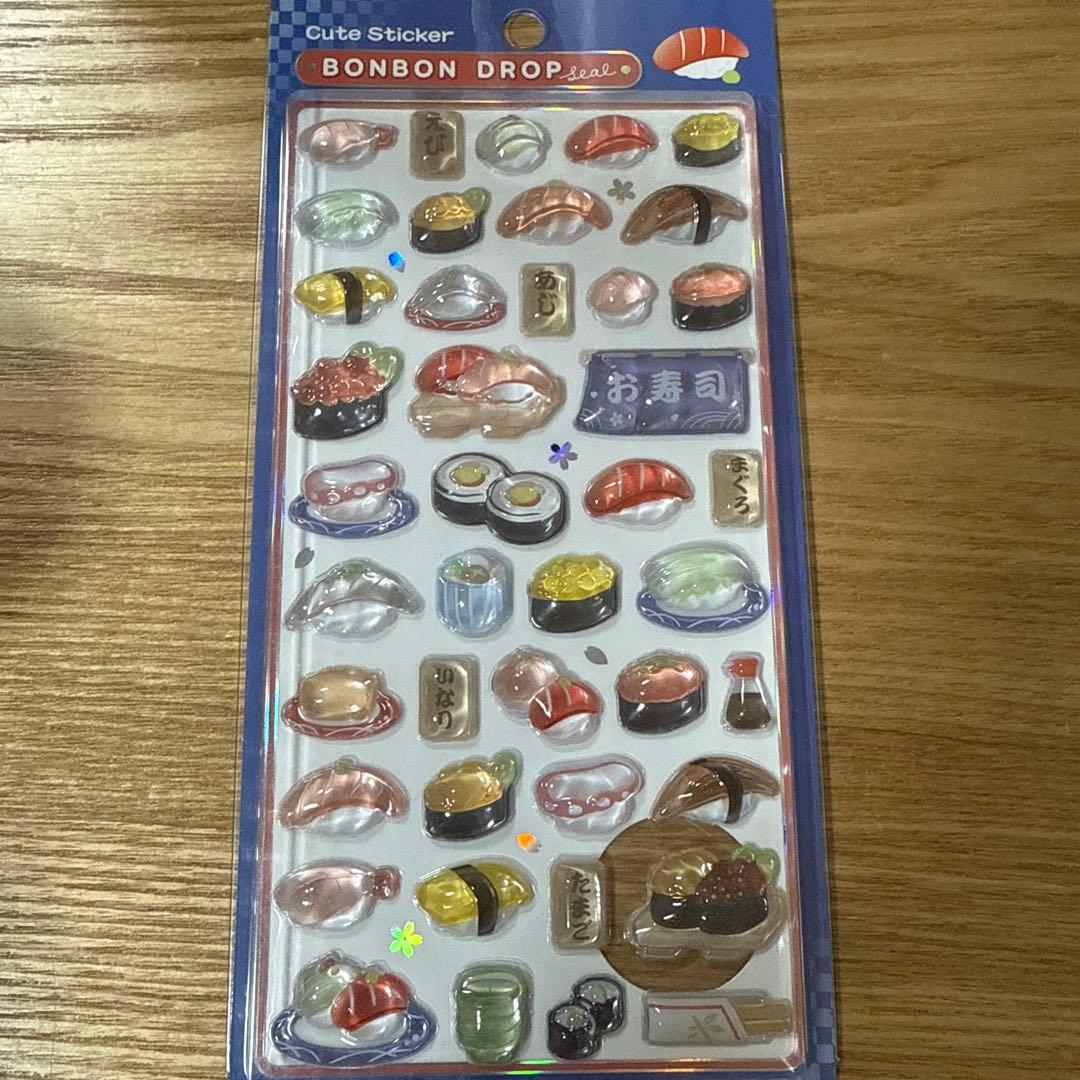 Cute Sticker
BONBON DROP seal
えび
あじ
お寿司
まぐろ
いなり
たまご